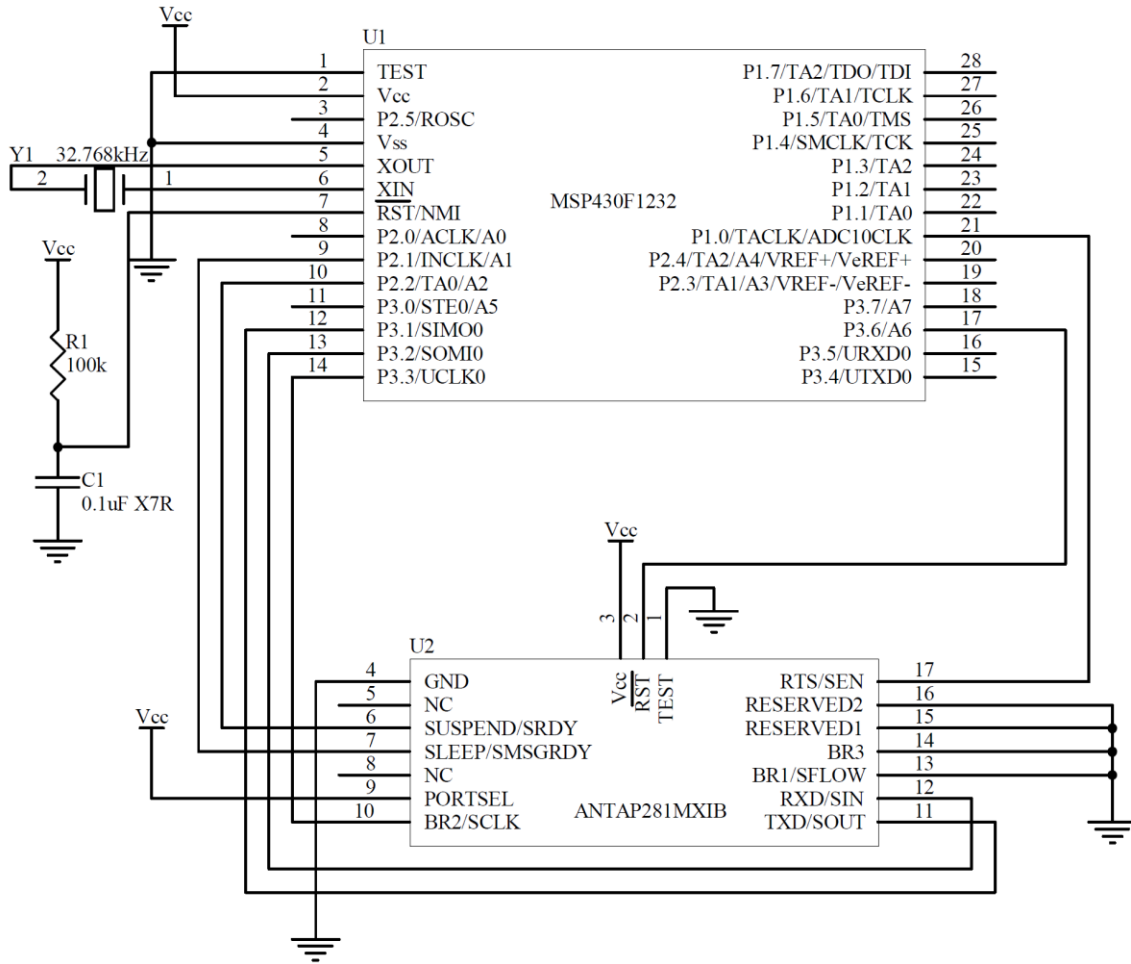 Vcc
U1
1 TEST P1.7/TA2/TDO/TDI 28
2 Vcc P1.6/TA1/TCLK 27
3 P2.5/ROSC P1.5/TA0/TMS 26
4 Vss P1.4/SMCLK/TCK 25
Y1 32.768kHz 5 XOUT P1.3/TA2 24
2 1 6 XIN P1.2/TA1 23
MSP430F1232
7 RST/NMI P1.1/TA0 22
8 P2.0/ACLK/A0 P1.0/TACLK/ADC10CLK 21
Vcc
9 P2.1/INCLK/A1 P2.4/TA2/A4/VREF+/VeREF+ 20
10 P2.2/TA0/A2 P2.3/TA1/A3/VREF-/VeREF- 19
11 P3.0/STE0/A5 P3.7/A7 18
12 P3.1/SIMO0 P3.6/A6 17
R1
100k
13 P3.2/SOMI0 P3.5/URXD0 16
14 P3.3/UCLK0 P3.4/UTXD0 15
C1
0.1uF X7R
Vcc
3 2 1
U2
Vcc RST TEST
4 GND RTS/SEN 17
5 NC RESERVED2 16
Vcc
6 SUSPEND/SRDY RESERVED1 15
7 SLEEP/SMSGRDY BR3 14
8 NC BR1/SFLOW 13
9 PORTSEL RXD/SIN 12
ANTAP281MXIB
10 BR2/SCLK TXD/SOUT 11